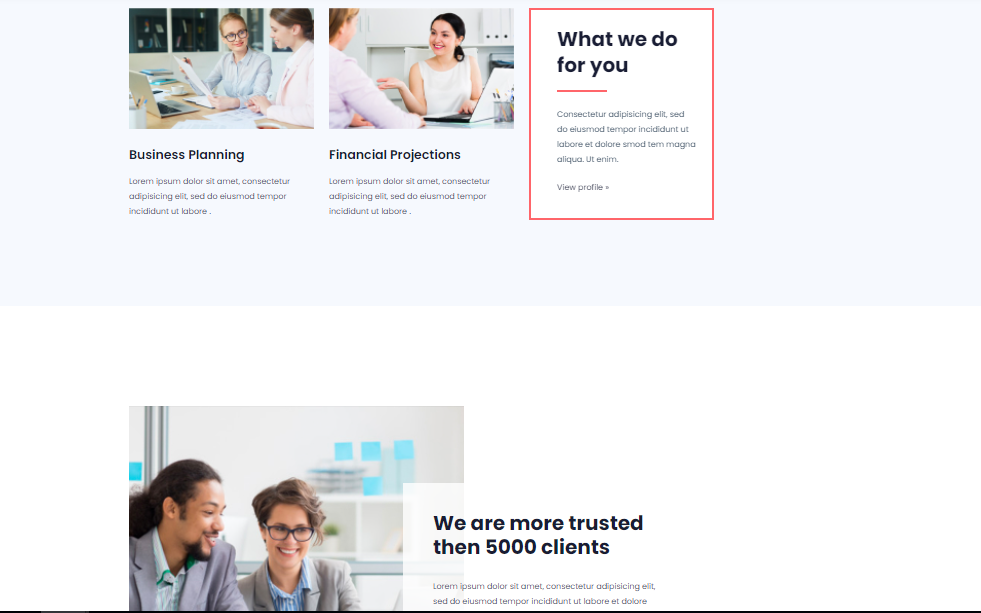 Business Planning
Lorem ipsum dolor sit amet, consectetur
adipisicing elit, sed do eiusmod tempor
incididunt ut labore .
Financial Projections
Lorem ipsum dolor sit amet, consectetur
adipisicing elit, sed do eiusmod tempor
incididunt ut labore .
What we do
for you
Consectetur adipisicing elit, sed
do eiusmod tempor incididunt ut
labore et dolore smod tem magna
aliqua. Ut enim.
View profile »
We are more trusted
then 5000 clients
Lorem ipsum dolor sit amet, consectetur adipisicing elit,
sed do eiusmod tempor incididunt ut labore et dolore